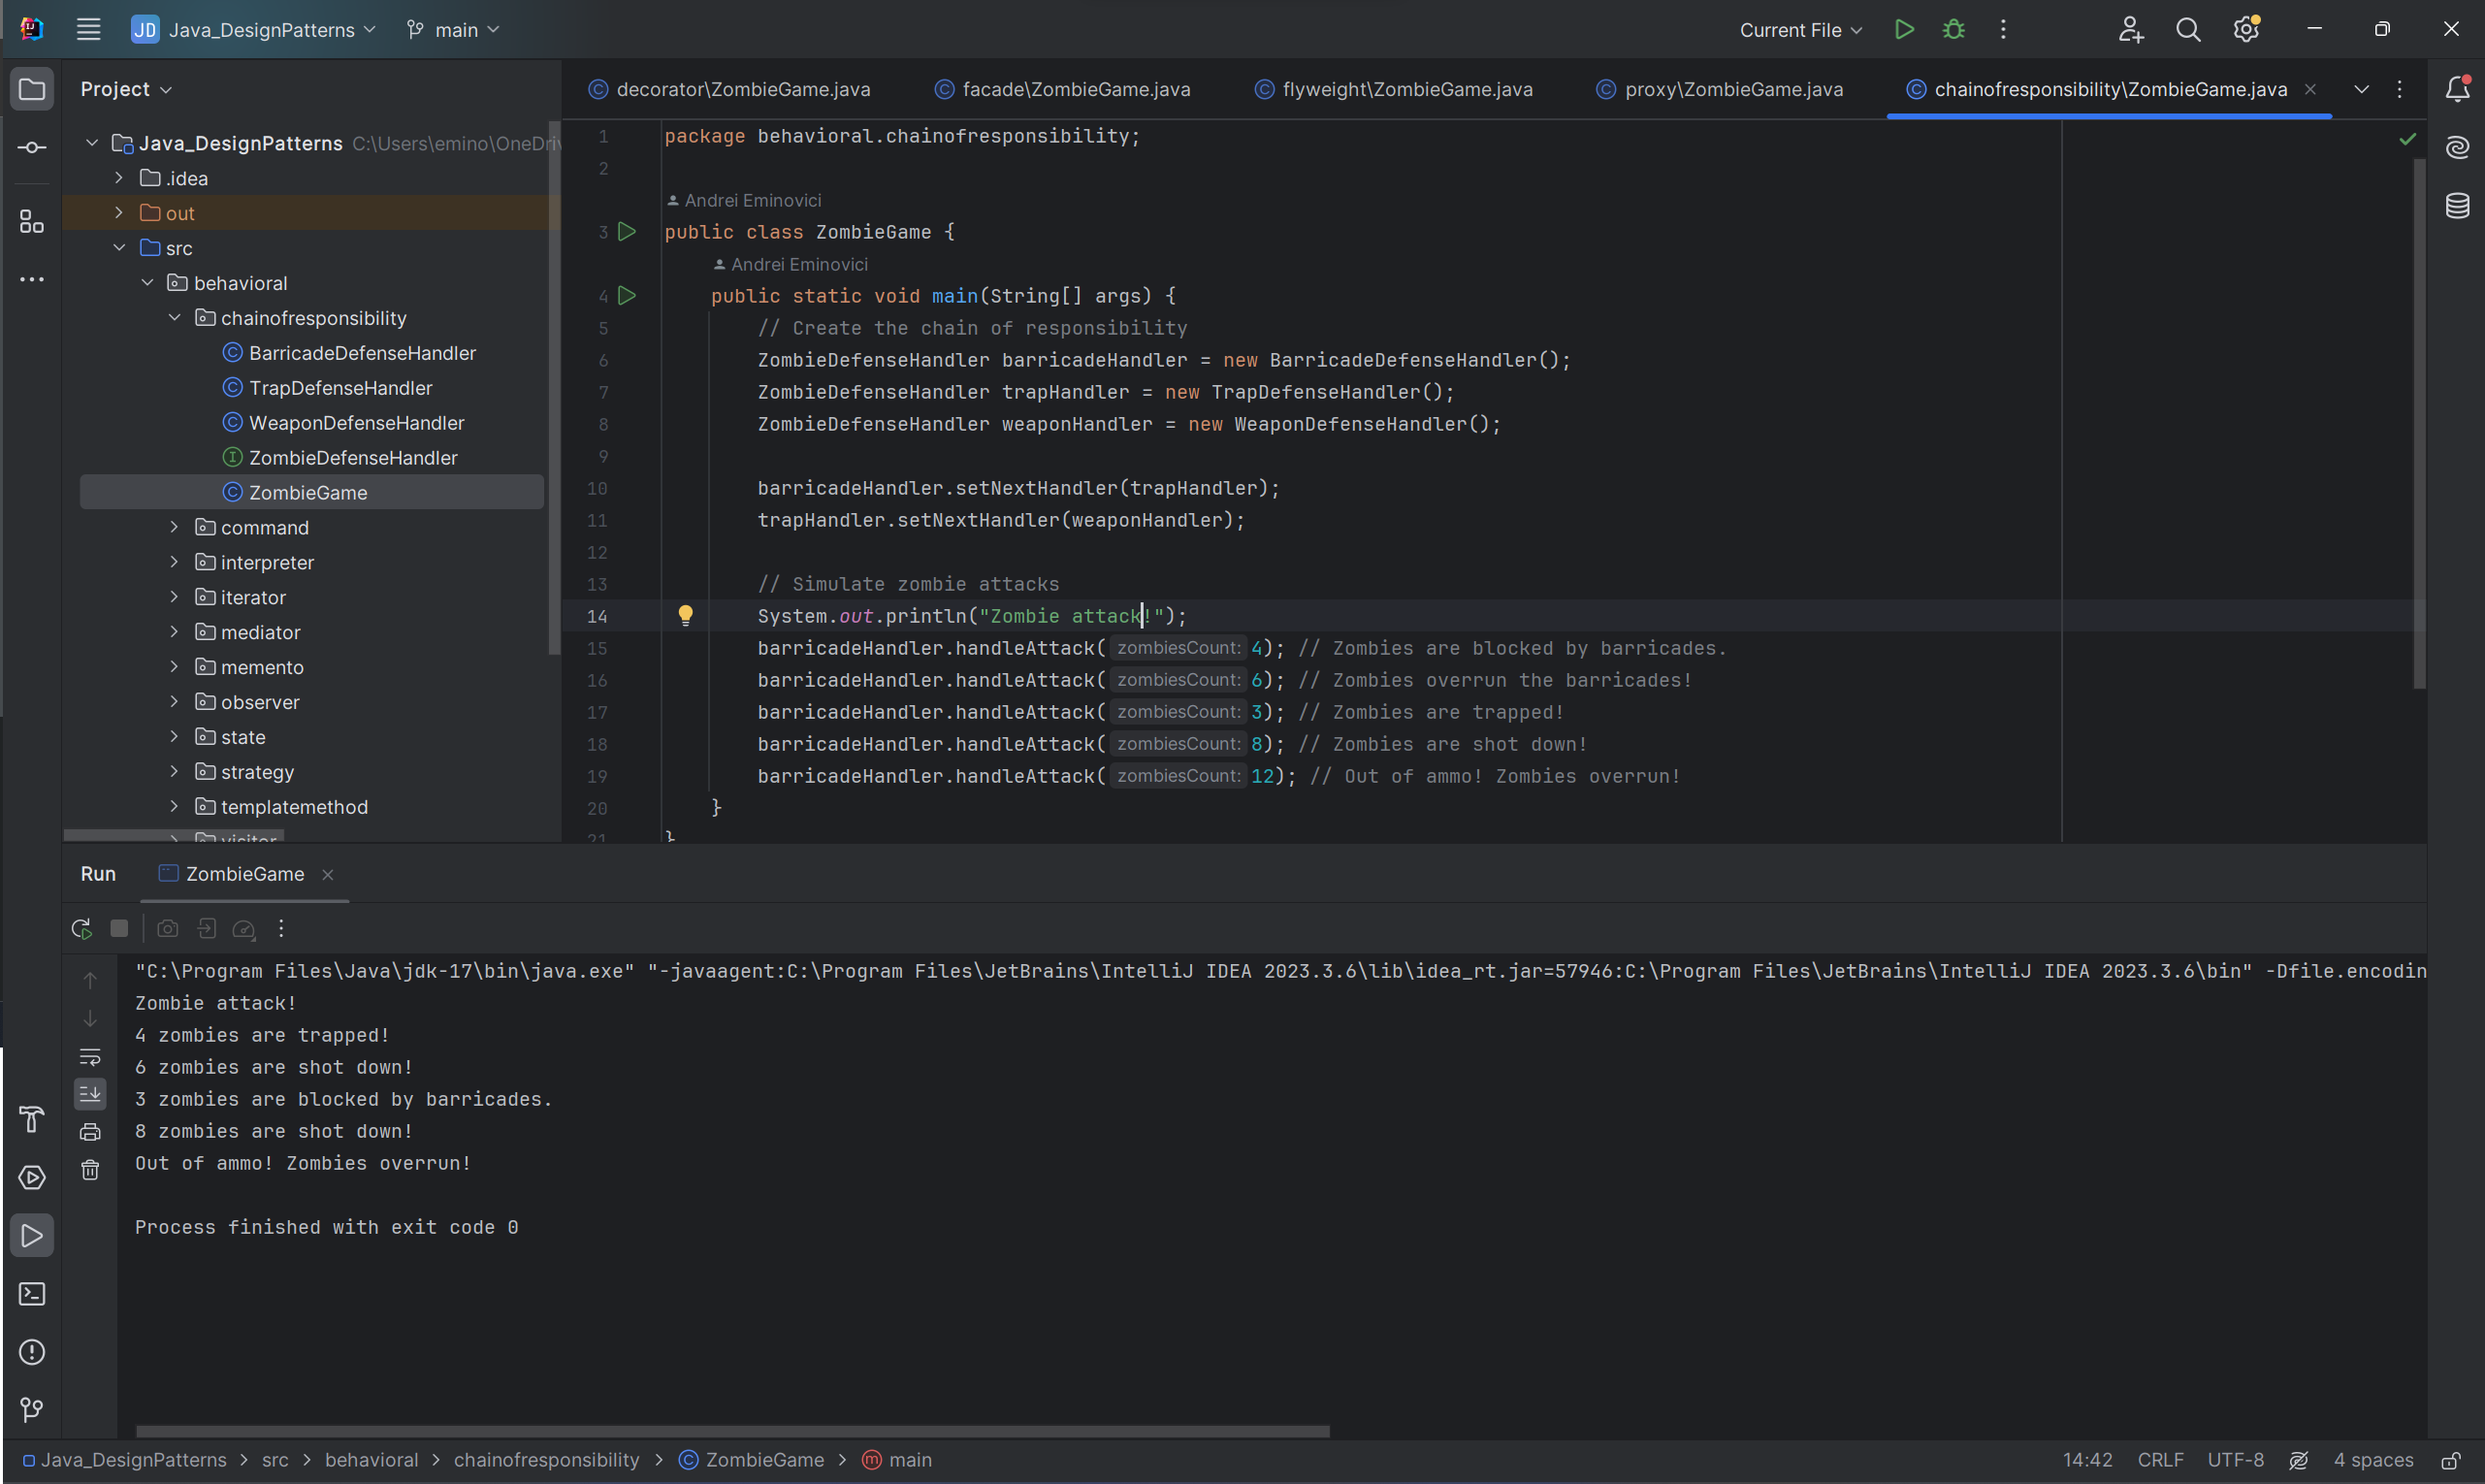 JD Java_DesignPatterns main Current File
Project
decorator\ZombieGame.java facade\ZombieGame.java flyweight\ZombieGame.java proxy\ZombieGame.java chainofresponsibility\ZombieGame.java
Java_DesignPatterns C:\Users\emino\OneDriv
.idea
out
src
behavioral
chainofresponsibility
BarricadeDefenseHandler
TrapDefenseHandler
WeaponDefenseHandler
ZombieDefenseHandler
ZombieGame
command
interpreter
iterator
mediator
memento
observer
state
strategy
templatemethod
visitor
1 package behavioral.chainofresponsibility;
2
Andrei Eminovici
3 public class ZombieGame {
Andrei Eminovici
4 public static void main(String[] args) {
5 // Create the chain of responsibility
6 ZombieDefenseHandler barricadeHandler = new BarricadeDefenseHandler();
7 ZombieDefenseHandler trapHandler = new TrapDefenseHandler();
8 ZombieDefenseHandler weaponHandler = new WeaponDefenseHandler();
9
10 barricadeHandler.setNextHandler(trapHandler);
11 trapHandler.setNextHandler(weaponHandler);
12
13 // Simulate zombie attacks
14 System.out.println("Zombie attack!");
15 barricadeHandler.handleAttack( zombiesCount: 4); // Zombies are blocked by barricades.
16 barricadeHandler.handleAttack( zombiesCount: 6); // Zombies overrun the barricades!
17 barricadeHandler.handleAttack( zombiesCount: 3); // Zombies are trapped!
18 barricadeHandler.handleAttack( zombiesCount: 8); // Zombies are shot down!
19 barricadeHandler.handleAttack( zombiesCount: 12); // Out of ammo! Zombies overrun!
20 }
21 }
Run ZombieGame
"C:\Program Files\Java\jdk-17\bin\java.exe" "-javaagent:C:\Program Files\JetBrains\IntelliJ IDEA 2023.3.6\lib\idea_rt.jar=57946:C:\Program Files\JetBrains\IntelliJ IDEA 2023.3.6\bin" -Dfile.encodin
Zombie attack!
4 zombies are trapped!
6 zombies are shot down!
3 zombies are blocked by barricades.
8 zombies are shot down!
Out of ammo! Zombies overrun!
Process finished with exit code 0
Java_DesignPatterns > src > behavioral > chainofresponsibility > ZombieGame > main 14:42 CRLF UTF-8 4 spaces